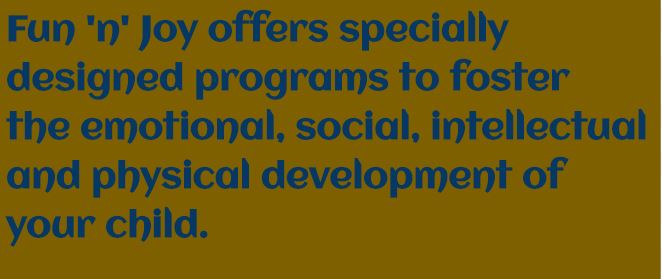 Fun 'n' Joy offers specially
designed programs to foster
the emotional, social, intellectual
and physical development of
your child.